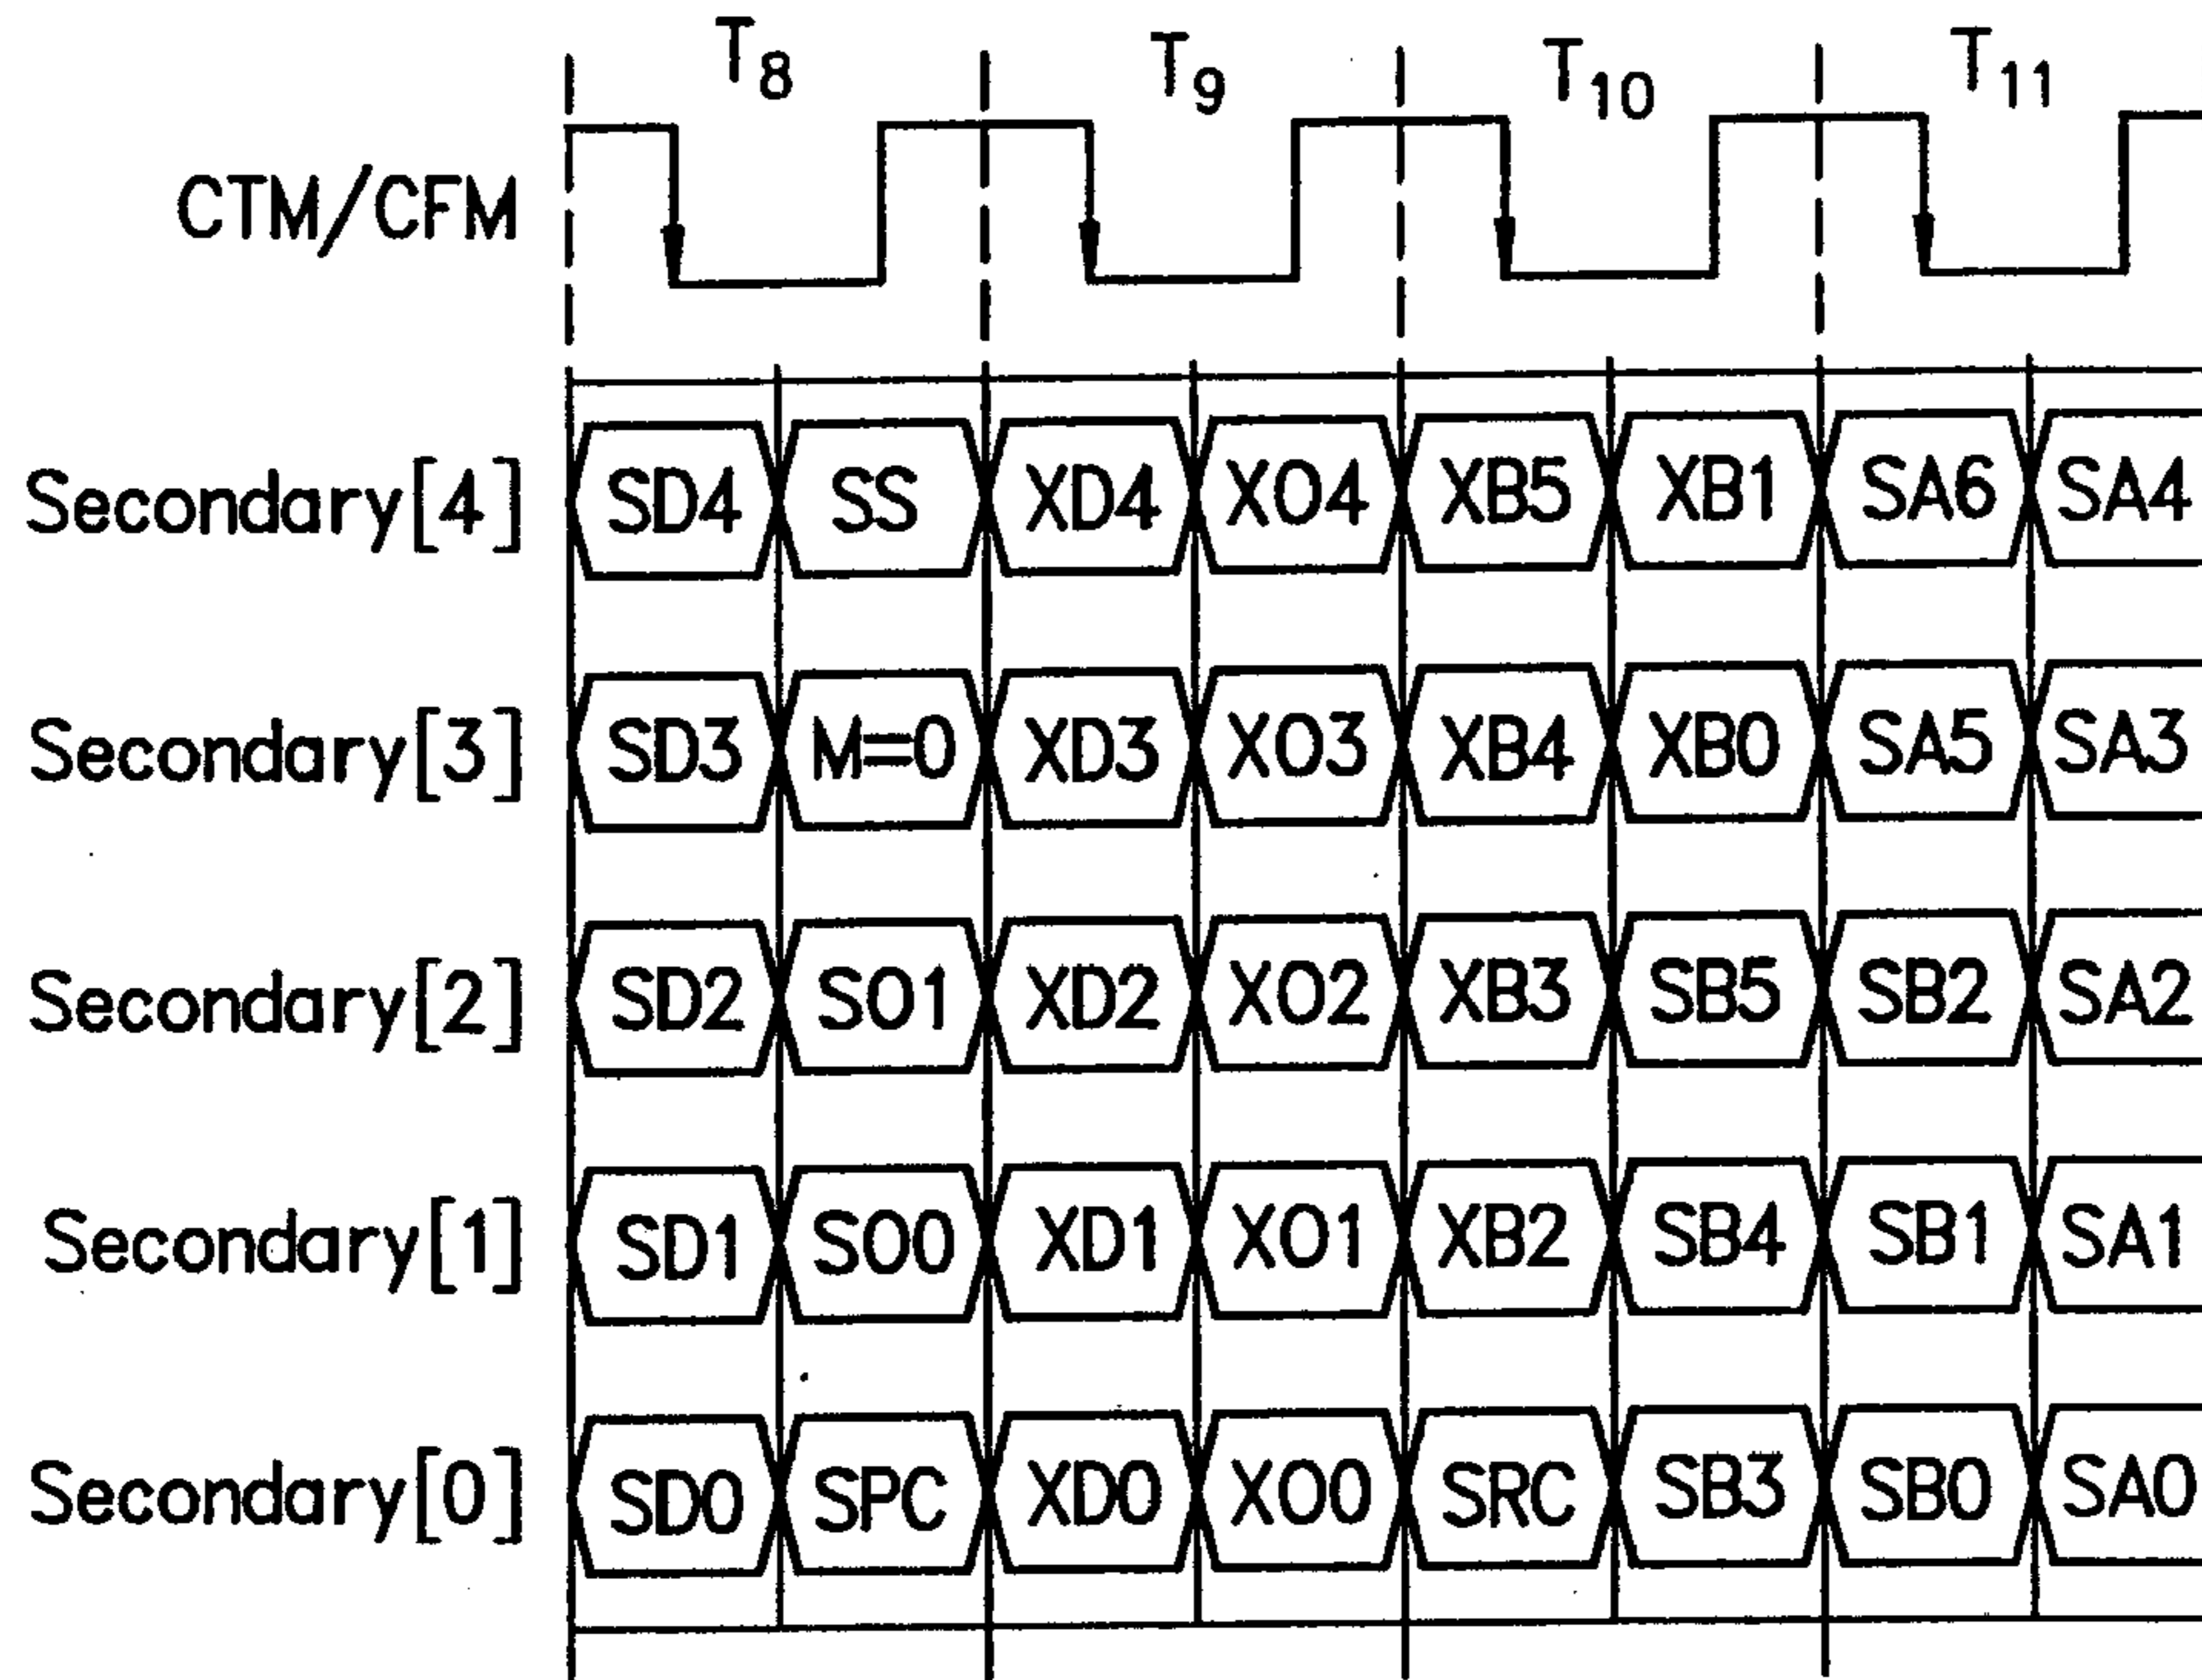 T8 T9 T10 T11
CTM/CFM
Secondary[4] SD4 SS XD4 XO4 XB5 XB1 SA6 SA4
Secondary[3] SD3 M=0 XD3 XO3 XB4 XB0 SA5 SA3
Secondary[2] SD2 SO1 XD2 XO2 XB3 SB5 SB2 SA2
Secondary[1] SD1 SO0 XD1 XO1 XB2 SB4 SB1 SA1
Secondary[0] SD0 SPC XD0 XO0 SRC SB3 SB0 SA0